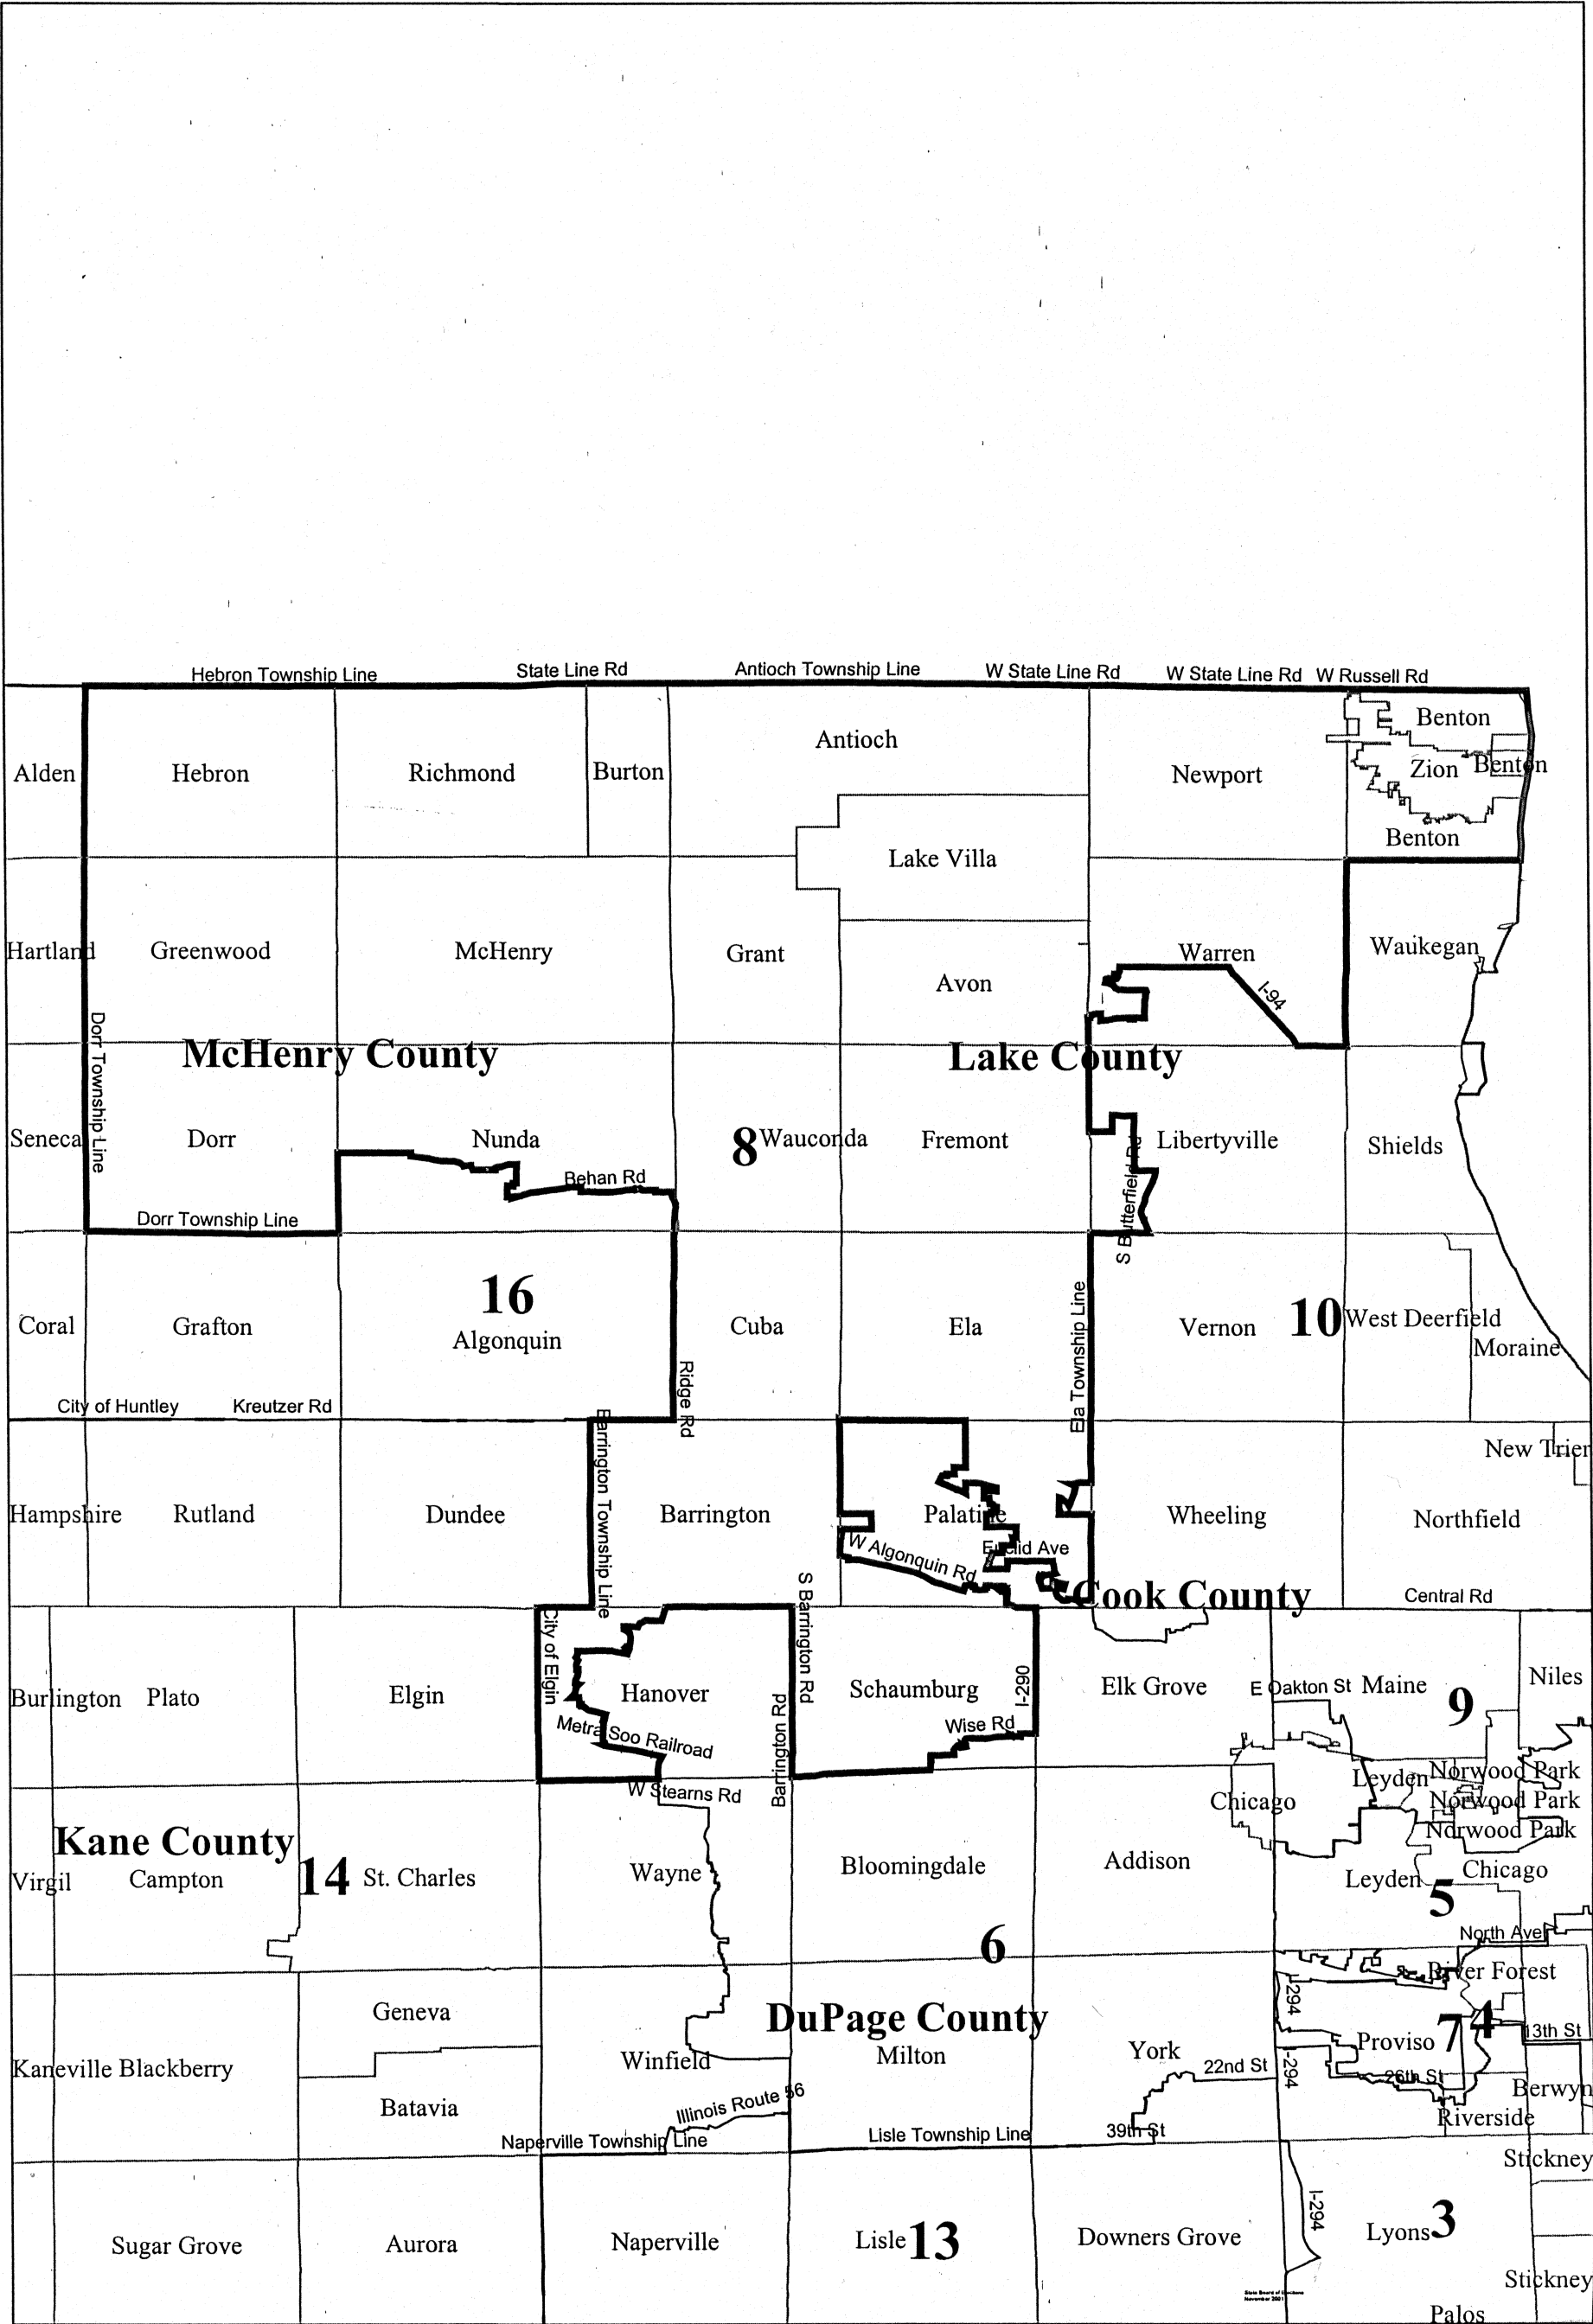 Hebron Township Line
State Line Rd
Antioch Township Line
W State Line Rd
W State Line Rd
W Russell Rd
Alden
Hebron
Richmond
Burton
Antioch
Newport
Benton
Zion
Benton
Benton
Lake Villa
Hartland
Greenwood
McHenry
Grant
Avon
Warren
I-94
Waukegan
Dorr Township Line
McHenry County
Lake County
Seneca
Dorr
Nunda
Behan Rd
8
Wauconda
Fremont
S Butterfield Rd
Libertyville
Shields
Dorr Township Line
16
Coral
Grafton
Algonquin
Ridge Rd
Cuba
Ela
Ela Township Line
Vernon
10
West Deerfield
Moraine
City of Huntley
Kreutzer Rd
Barrington Township Line
New Trier
Hampshire
Rutland
Dundee
Barrington
Palatine
W Algonquin Rd
Euclid Ave
Wheeling
Northfield
Cook County
Central Rd
City of Elgin
S Barrington Rd
Burlington
Plato
Elgin
Hanover
Metra Soo Railroad
Barrington Rd
Schaumburg
Wise Rd
I-290
Elk Grove
E Oakton St
Maine
9
Niles
W Stearns Rd
Chicago
Leyden
Norwood Park
Norwood Park
Norwood Park
Kane County
Virgil
Campton
14
St. Charles
Wayne
Bloomingdale
Addison
Leyden
Chicago
5
6
North Ave
River Forest
Geneva
DuPage County
I-294
Proviso
7
4
13th St
Kaneville
Blackberry
Winfield
Milton
York
22nd St
I-294
26th St
Berwyn
Batavia
Illinois Route 56
Riverside
Naperville Township Line
Lisle Township Line
39th St
Stickney
Sugar Grove
Aurora
Naperville
Lisle
13
Downers Grove
I-294
Lyons
3
Stickney
State Board of Elections
November 2001
Palos